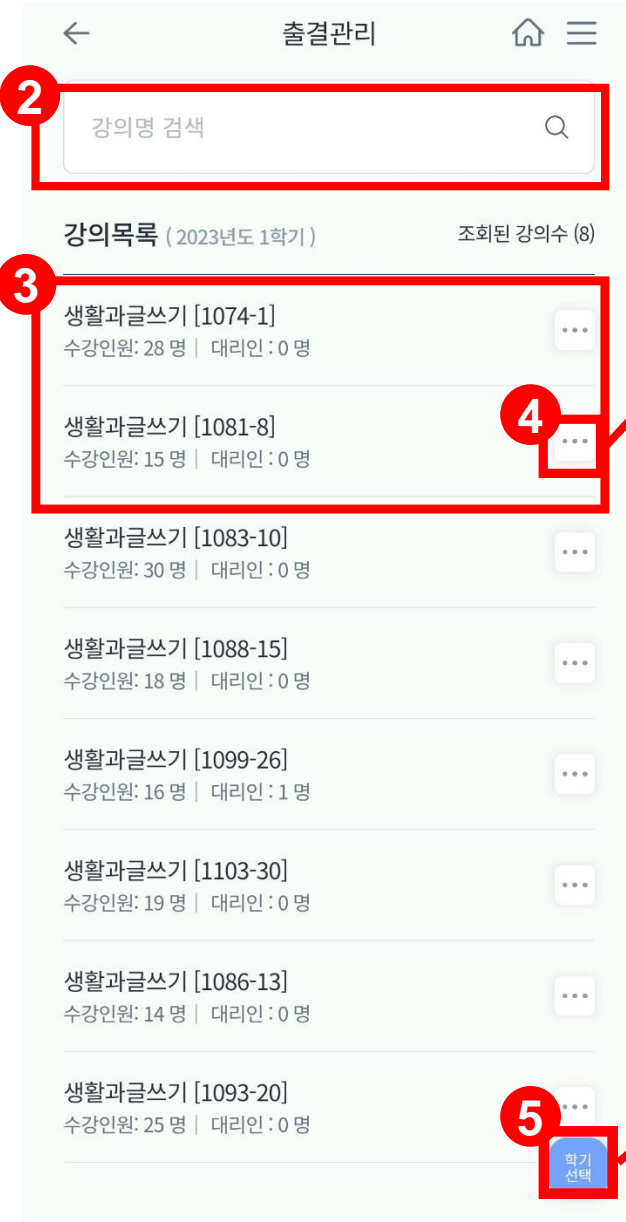 출결관리
2
강의명 검색
강의목록 ( 2023년도 1학기 ) 조회된 강의수 (8)
3
생활과글쓰기 [1074-1]
수강인원: 28 명 | 대리인 : 0 명
4
생활과글쓰기 [1081-8]
수강인원: 15 명 | 대리인 : 0 명
생활과글쓰기 [1083-10]
수강인원: 30 명 | 대리인 : 0 명
생활과글쓰기 [1088-15]
수강인원: 18 명 | 대리인 : 0 명
생활과글쓰기 [1099-26]
수강인원: 16 명 | 대리인 : 1 명
생활과글쓰기 [1103-30]
수강인원: 19 명 | 대리인 : 0 명
생활과글쓰기 [1086-13]
수강인원: 14 명 | 대리인 : 0 명
생활과글쓰기 [1093-20]
수강인원: 25 명 | 대리인 : 0 명
5
학기
선택